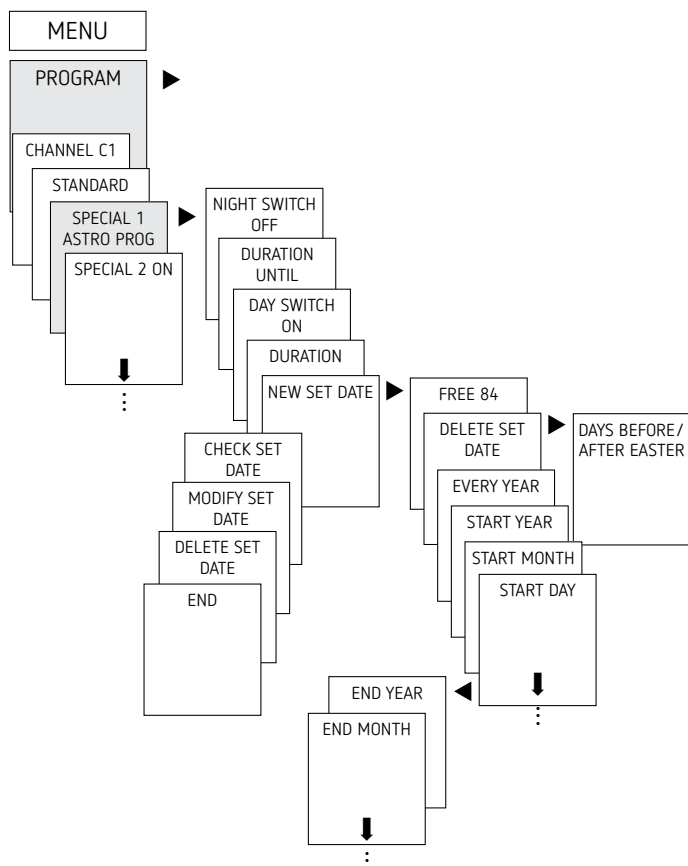 MENU
PROGRAM
CHANNEL C1
STANDARD
SPECIAL 1
ASTRO PROG
SPECIAL 2 ON
NIGHT SWITCH
OFF
DURATION
UNTIL
DAY SWITCH
ON
DURATION
NEW SET DATE
CHECK SET
DATE
MODIFY SET
DATE
DELETE SET
DATE
END
FREE 84
DELETE SET
DATE
EVERY YEAR
START YEAR
START MONTH
START DAY
DAYS BEFORE/
AFTER EASTER
END YEAR
END MONTH